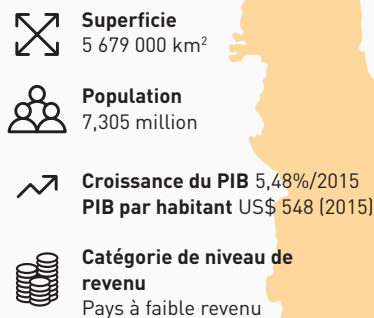 Superficie
5 679 000 km²
Population
7,305 million
Croissance du PIB 5,48%/2015
PIB par habitant US$ 548 (2015)
Catégorie de niveau de
revenu
Pays à faible revenu